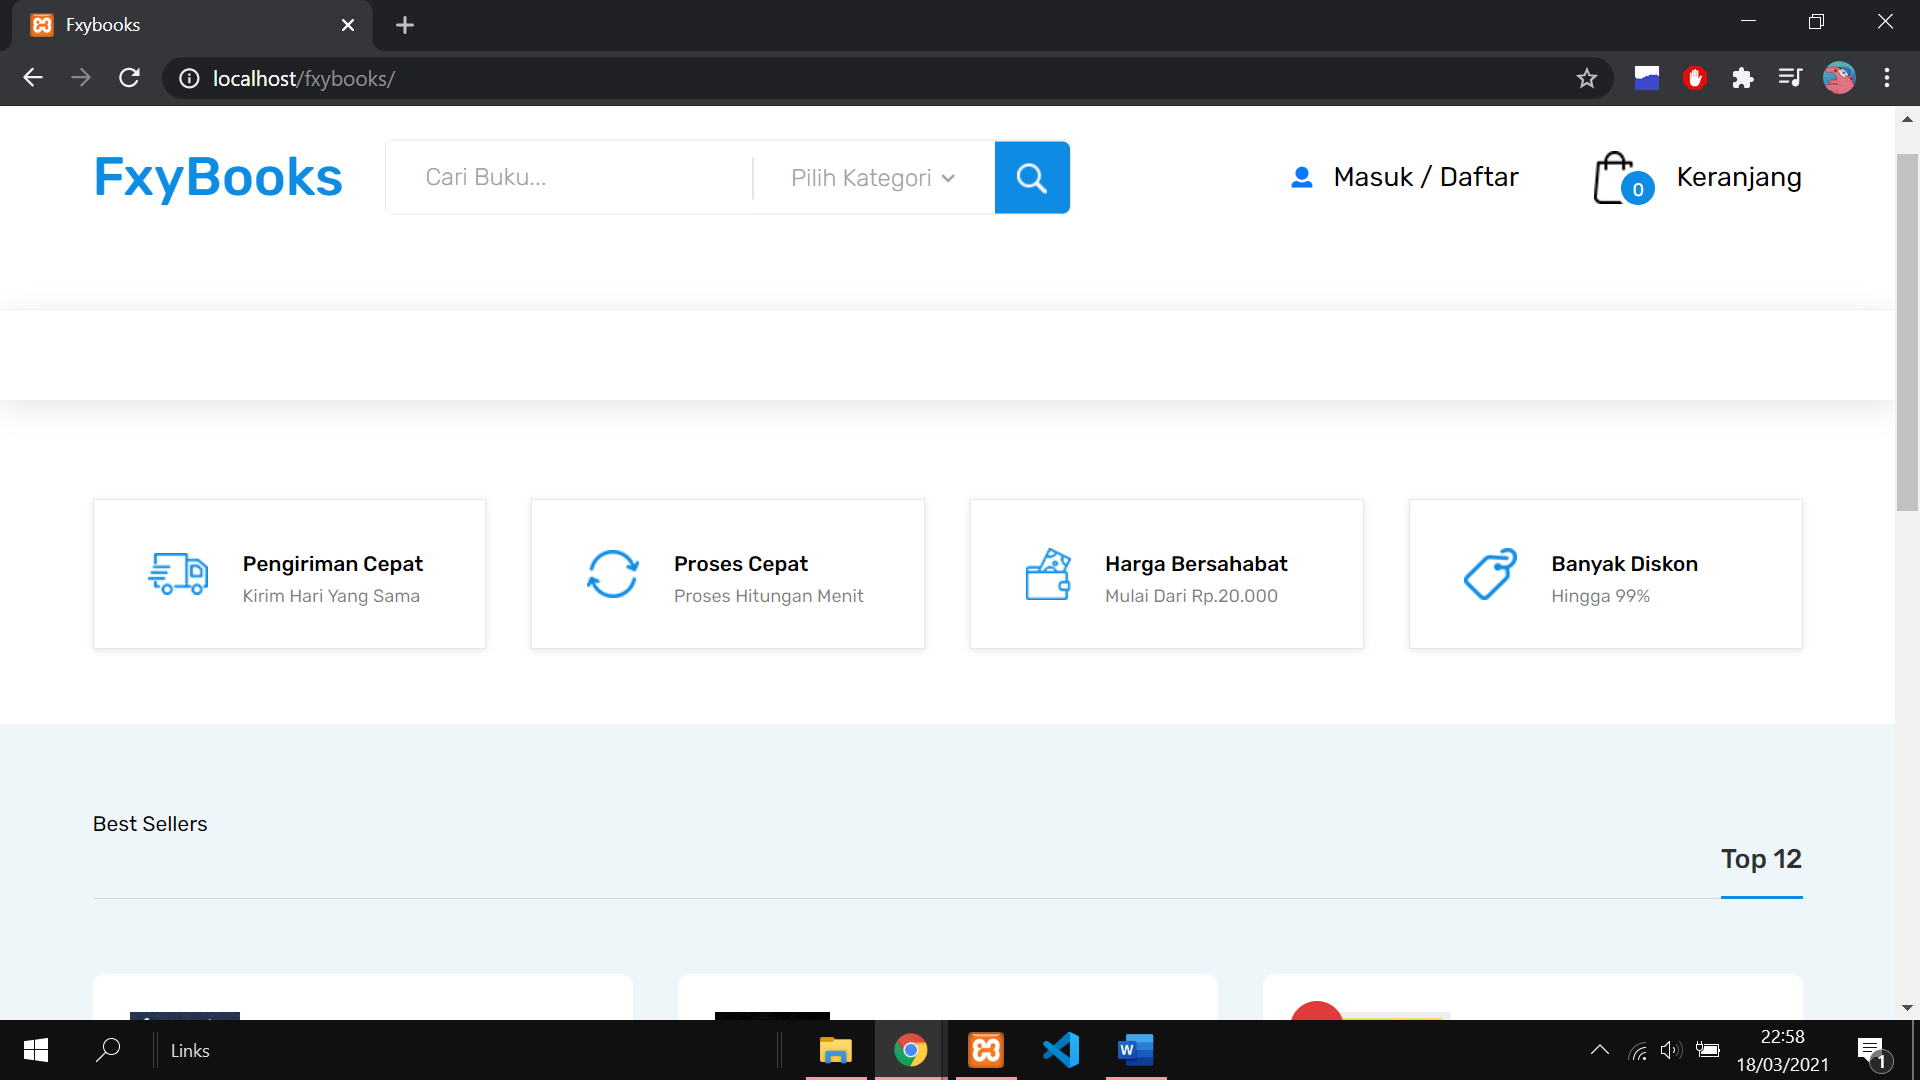 Fxybooks
localhost/fxybooks/
FxyBooks
Cari Buku...
Pilih Kategori
Masuk / Daftar
0
Keranjang
Pengiriman Cepat
Kirim Hari Yang Sama
Proses Cepat
Proses Hitungan Menit
Harga Bersahabat
Mulai Dari Rp.20.000
Banyak Diskon
Hingga 99%
Best Sellers
Top 12
Links
W
22:58
18/03/2021
1